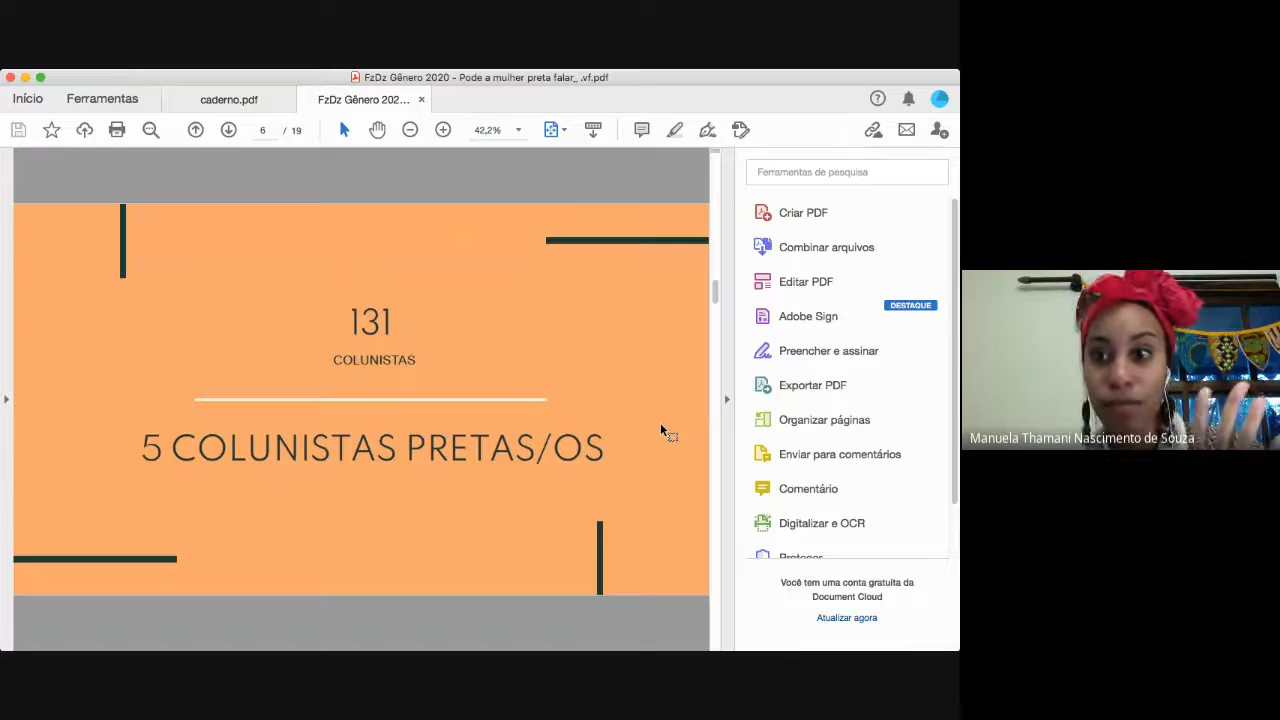 FzDz Gênero 2020 - Pode a mulher preta falar_ .vf.pdf
Início
Ferramentas
caderno.pdf
FzDz Gênero 202...
6 / 19
42,2%
131
COLUNISTAS
5 COLUNISTAS PRETAS/OS
Ferramentas de pesquisa
Criar PDF
Combinar arquivos
Editar PDF
DESTAQUE
Adobe Sign
Preencher e assinar
Exportar PDF
Organizar páginas
Enviar para comentários
Comentário
Digitalizar e OCR
Proteger
Você tem uma conta gratuita da
Document Cloud
Atualizar agora
Manuela Thamani Nascimento de Souza